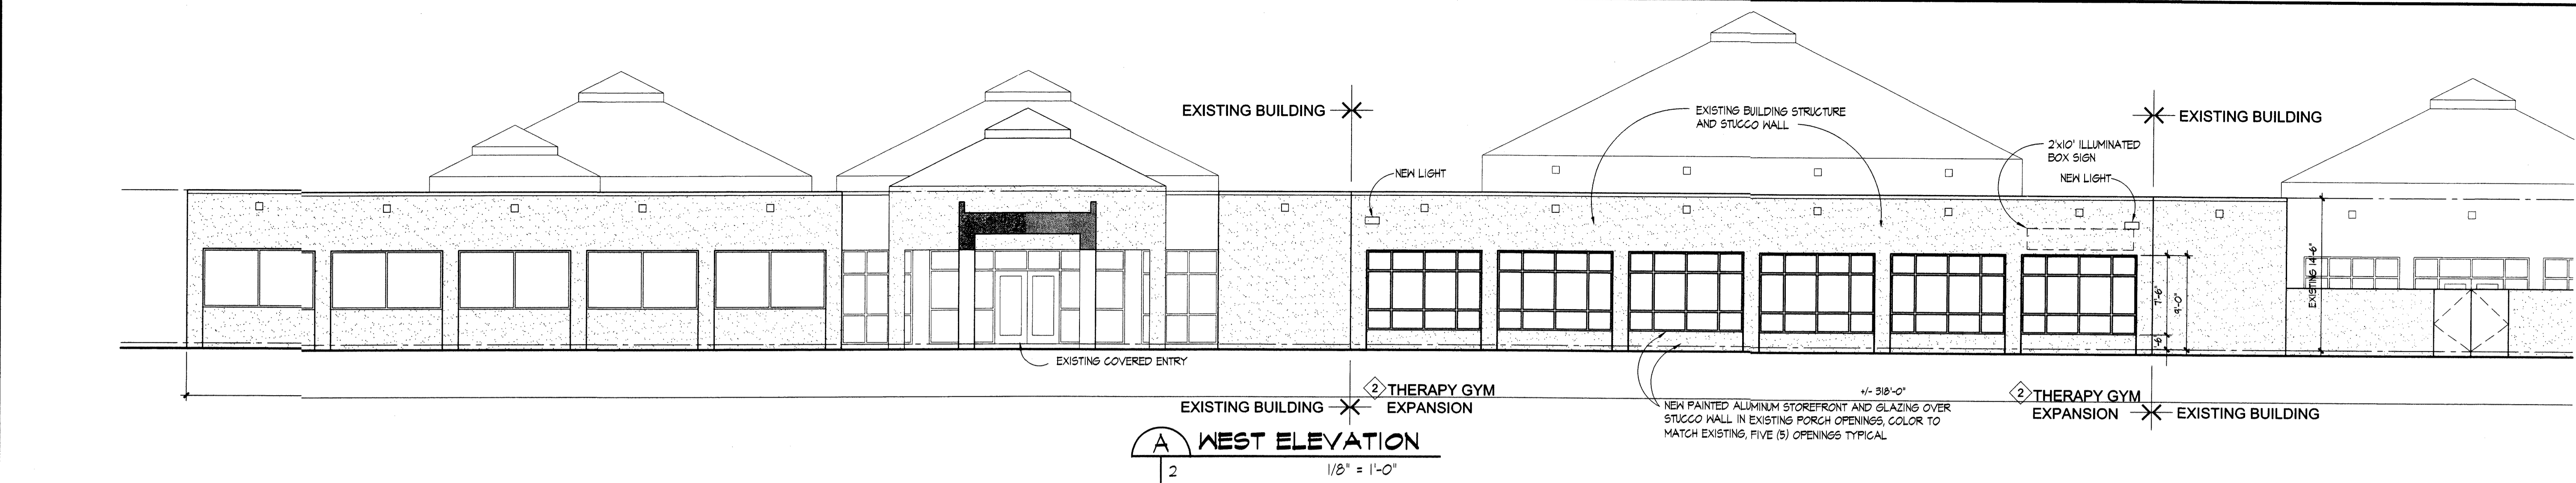 EXISTING BUILDING
EXISTING BUILDING STRUCTURE
AND STUCCO WALL
EXISTING BUILDING
2'x10' ILLUMINATED
BOX SIGN
NEW LIGHT
NEW LIGHT
EXISTING 14'-6"
7'-6"
9'-0"
1'-6"
EXISTING COVERED ENTRY
2 THERAPY GYM
EXPANSION
EXISTING BUILDING
+/- 318'-0"
NEW PAINTED ALUMINUM STOREFRONT AND GLAZING OVER
STUCCO WALL IN EXISTING PORCH OPENINGS, COLOR TO
MATCH EXISTING, FIVE (5) OPENINGS TYPICAL
2 THERAPY GYM
EXPANSION
EXISTING BUILDING
A WEST ELEVATION
2
1/8" = 1'-0"